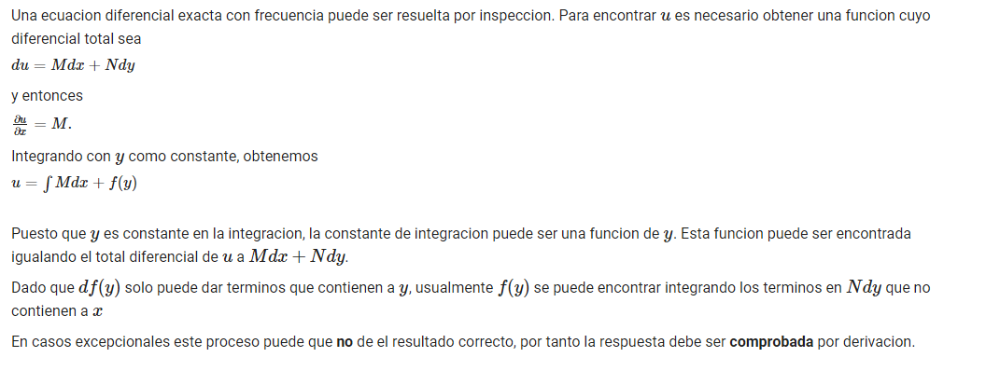 Una ecuacion diferencial exacta con frecuencia puede ser resuelta por inspeccion. Para encontrar u es necesario obtener una funcion cuyo
diferencial total sea
du = Mdx + Ndy
y entonces
∂u/∂x = M.
Integrando con y como constante, obtenemos
u = ∫ Mdx + f(y)
Puesto que y es constante en la integracion, la constante de integracion puede ser una funcion de y. Esta funcion puede ser encontrada
igualando el total diferencial de u a Mdx + Ndy.
Dado que df(y) solo puede dar terminos que contienen a y, usualmente f(y) se puede encontrar integrando los terminos en Ndy que no
contienen a x
En casos excepcionales este proceso puede que no de el resultado correcto, por tanto la respuesta debe ser comprobada por derivacion.